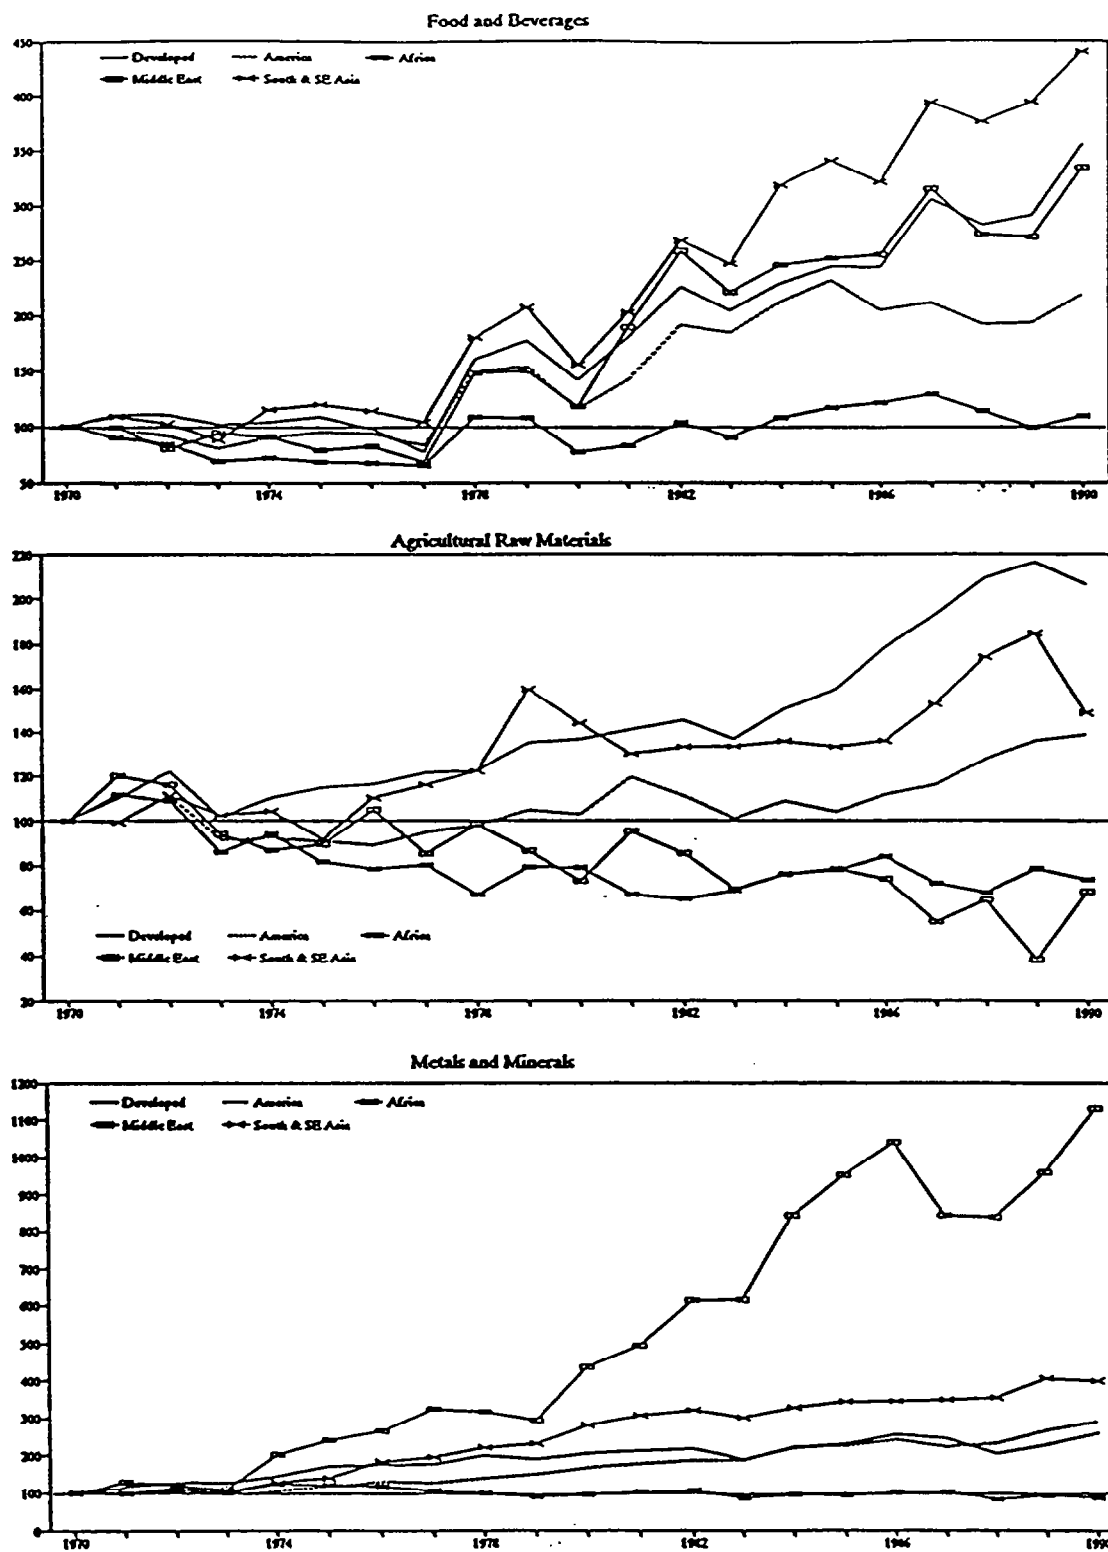 Food and Beverages
450
Developed America Africa
Middle East South & SE Asia
400
350
300
250
200
150
100
50
1970 1974 1978 1982 1986 1990
Agricultural Raw Materials
220
200
180
160
140
120
100
80
60
Developed America Africa
Middle East South & SE Asia
40
20
1970 1974 1978 1982 1986 1990
Metals and Minerals
1200
Developed America Africa
1100
Middle East South & SE Asia
1000
900
800
700
600
500
400
300
200
100
0
1970 1974 1978 1982 1986 1990